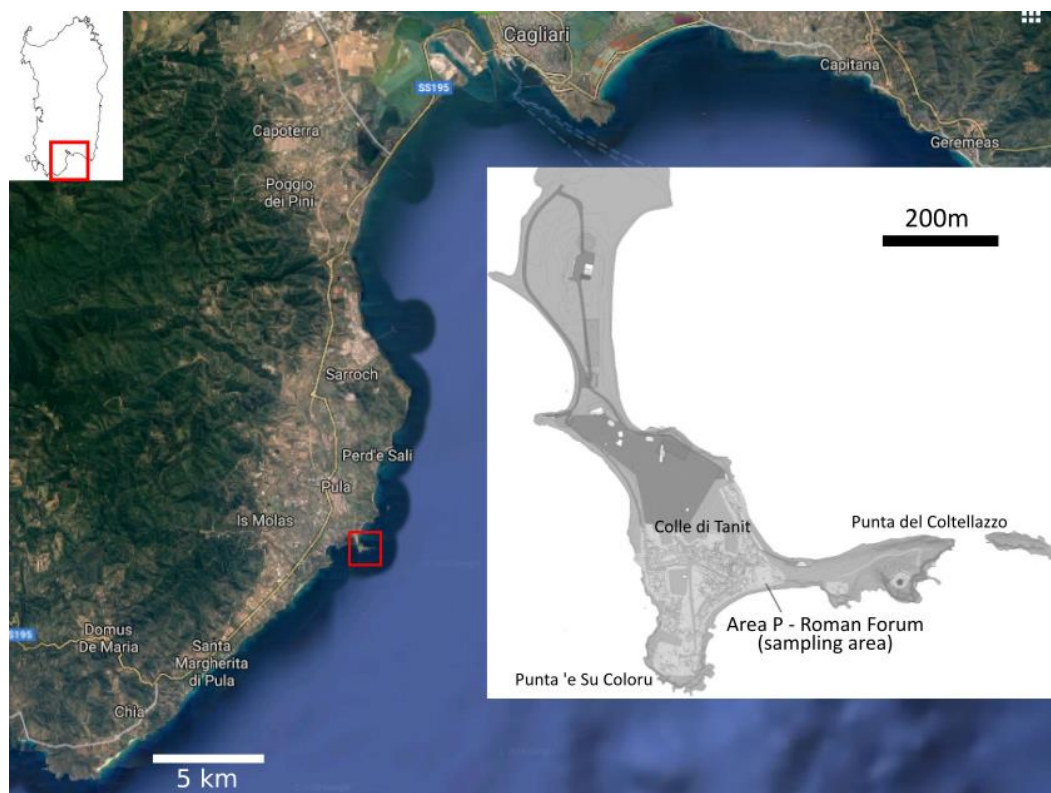 Cagliari
Capitana
SS195
Capoterra
Geremeas
Poggio
dei Pini
200m
Sarroch
Perd'e Sali
Pula
Is Molas
Colle di Tanit
Punta del Coltellazzo
Area P - Roman Forum
(sampling area)
Domus
De Maria
SS195
Santa
Margherita
di Pula
Punta 'e Su Coloru
Chia
5 km